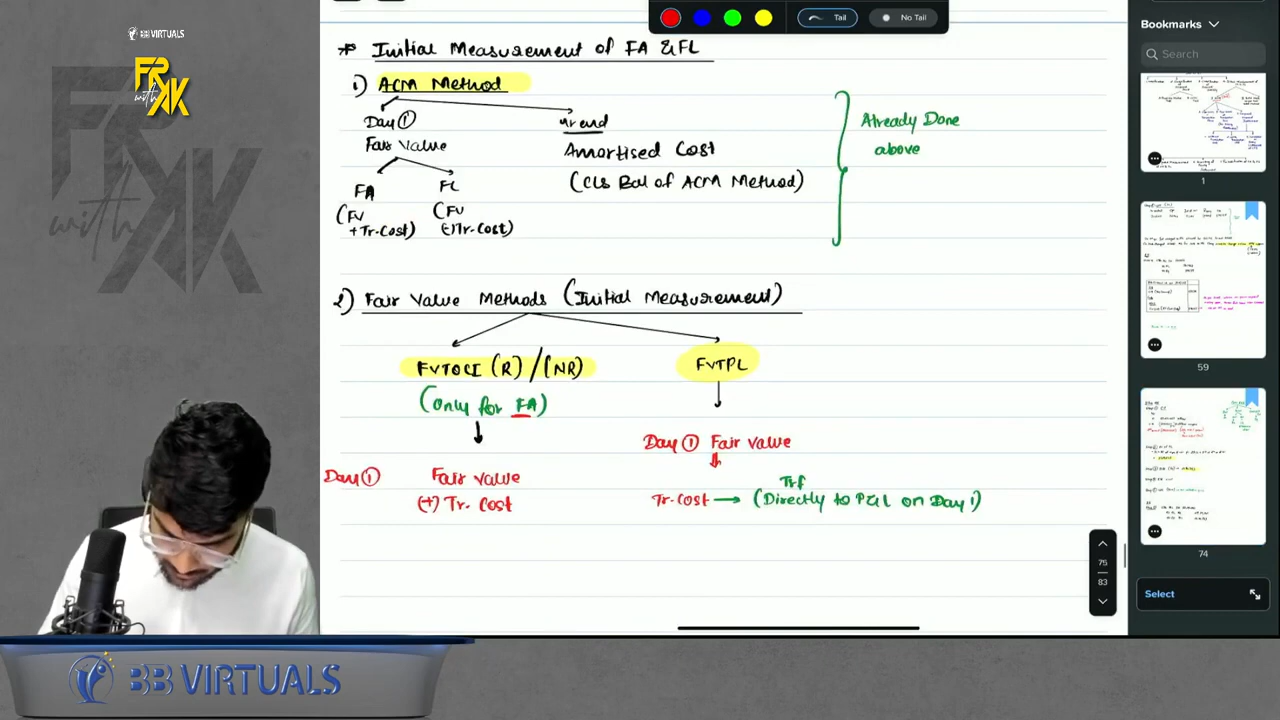 BB VIRTUALS
FR
with
AK
FR
with
AK
Tail
No Tail
* Initial Measurement of FA & FL
i) ACM Method
Day ①
Fair Value
Yr end
Amortised Cost
(Cls Bal of ACM Method)
FA
(FV
+Tr.Cost)
FL
(FV
(-)Tr.Cost)
Already Done
above
2) Fair Value Methods (Initial Measurement)
FVTOCI (R) / (NR)
(Only for FA)
FVTPL
Day ① Fair value
Day ①
Fair value
(+) Tr. Cost
Trf
Tr.Cost → (Directly to P&L on Day 1)
75
83
Bookmarks
Search
1
59
74
Select
BB VIRTUALS